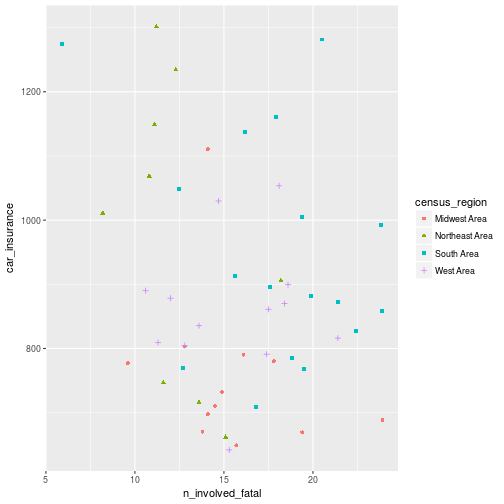 1200
1000
800
car_insurance
5
10
15
20
n_involved_fatal
census_region
Midwest Area
Northeast Area
South Area
West Area